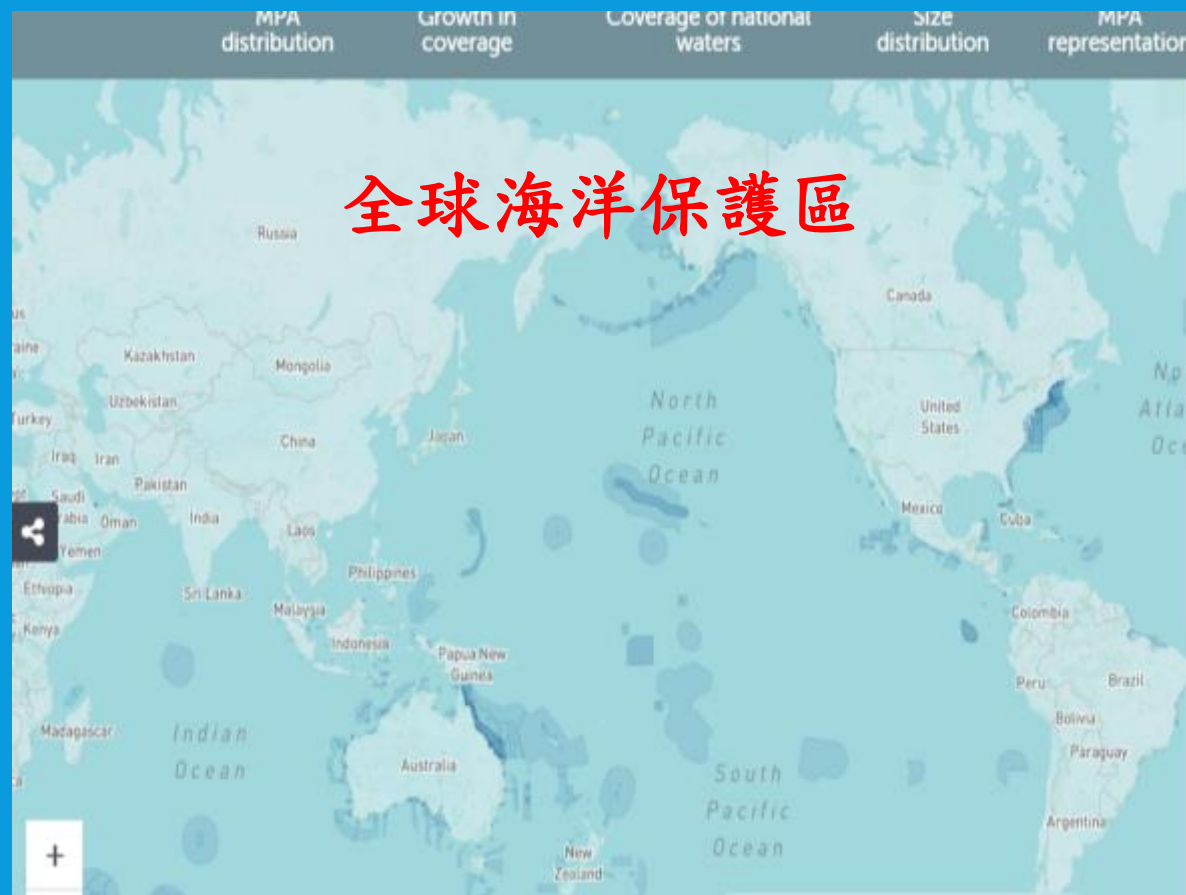 MPA
distribution
Growth in
coverage
Coverage of national
waters
Size
distribution
MPA
representation
全球海洋保護區
Russia
Canada
Kazakhstan
Mongolia
Uzbekistan
North
Pacific
Ocean
United
States
Turkey
China
Japan
Iraq
Iran
Pakistan
Saudi
Oman
India
Laos
Mexico
Cuba
Yemen
Philippines
Ethiopia
Sri Lanka
Malaysia
Colombia
Kenya
Indonesia
Papua New
Guinea
Peru
Brazil
Madagascar
Indian
Ocean
Bolivia
Paraguay
Australia
South
Pacific
Ocean
Argentina
New
Zealand
+